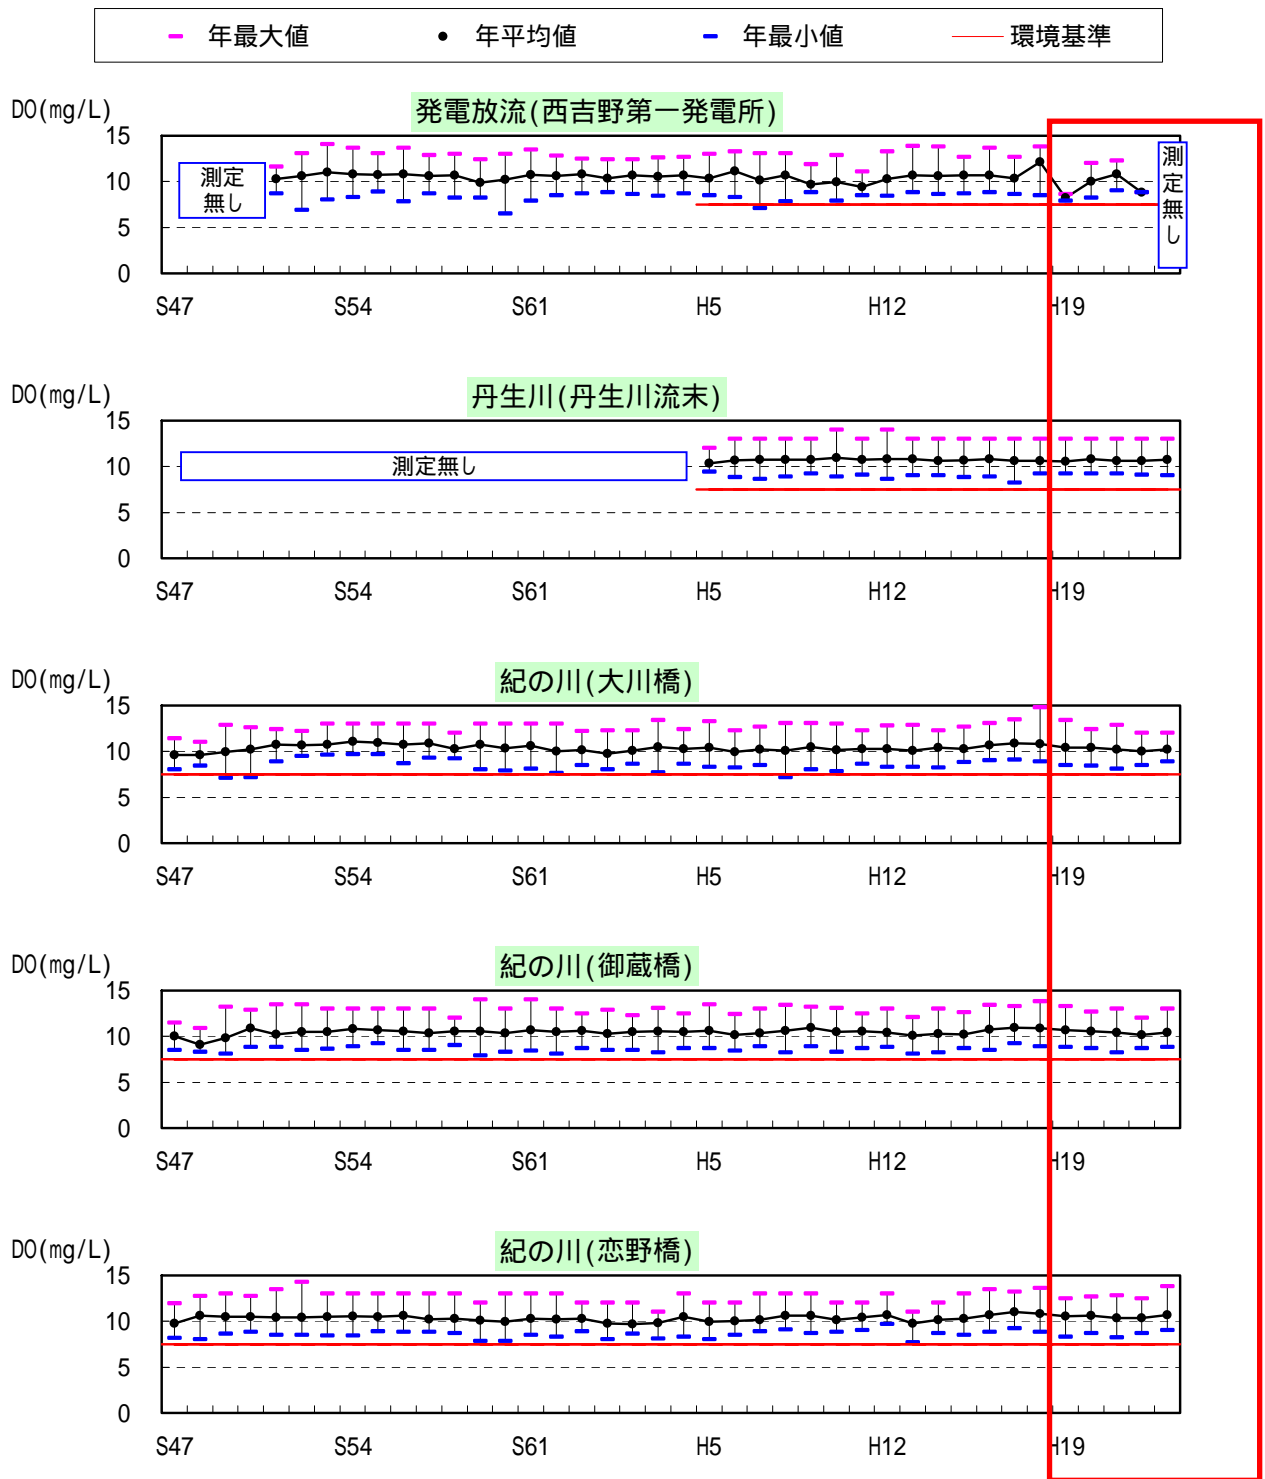 年最大値 年平均値 年最小値 環境基準
DO(mg/L)
発電放流(西吉野第一発電所)
15
10
5
0
測定
無し
測
定
無
し
S47 S54 S61 H5 H12 H19
DO(mg/L)
丹生川(丹生川流末)
15
10
5
0
測定無し
S47 S54 S61 H5 H12 H19
DO(mg/L)
紀の川(大川橋)
15
10
5
0
S47 S54 S61 H5 H12 H19
DO(mg/L)
紀の川(御蔵橋)
15
10
5
0
S47 S54 S61 H5 H12 H19
DO(mg/L)
紀の川(恋野橋)
15
10
5
0
S47 S54 S61 H5 H12 H19